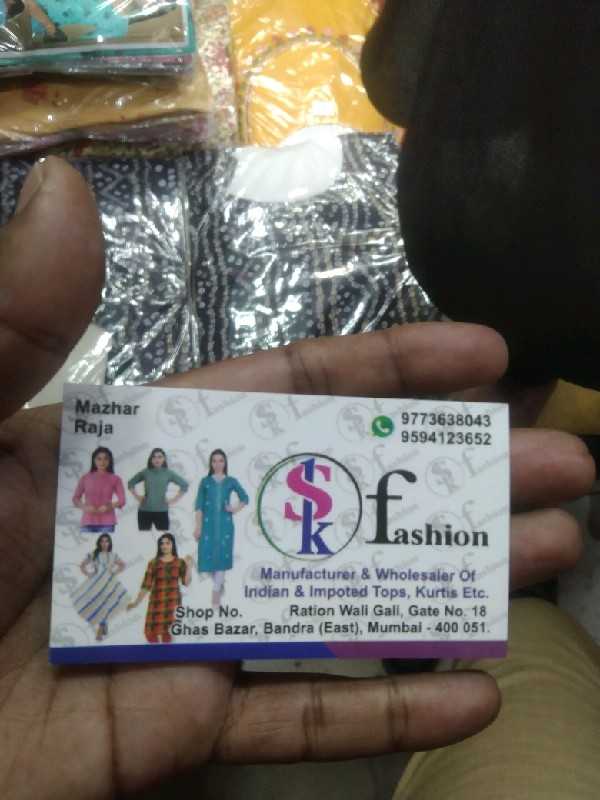 Mazhar
Raja
9773638043
9594123652
Sk fashion
Manufacturer & Wholesaler Of
Indian & Impoted Tops, Kurtis Etc.
Shop No. Ration Wali Gali, Gate No. 18
Ghas Bazar, Bandra (East), Mumbai - 400 051.